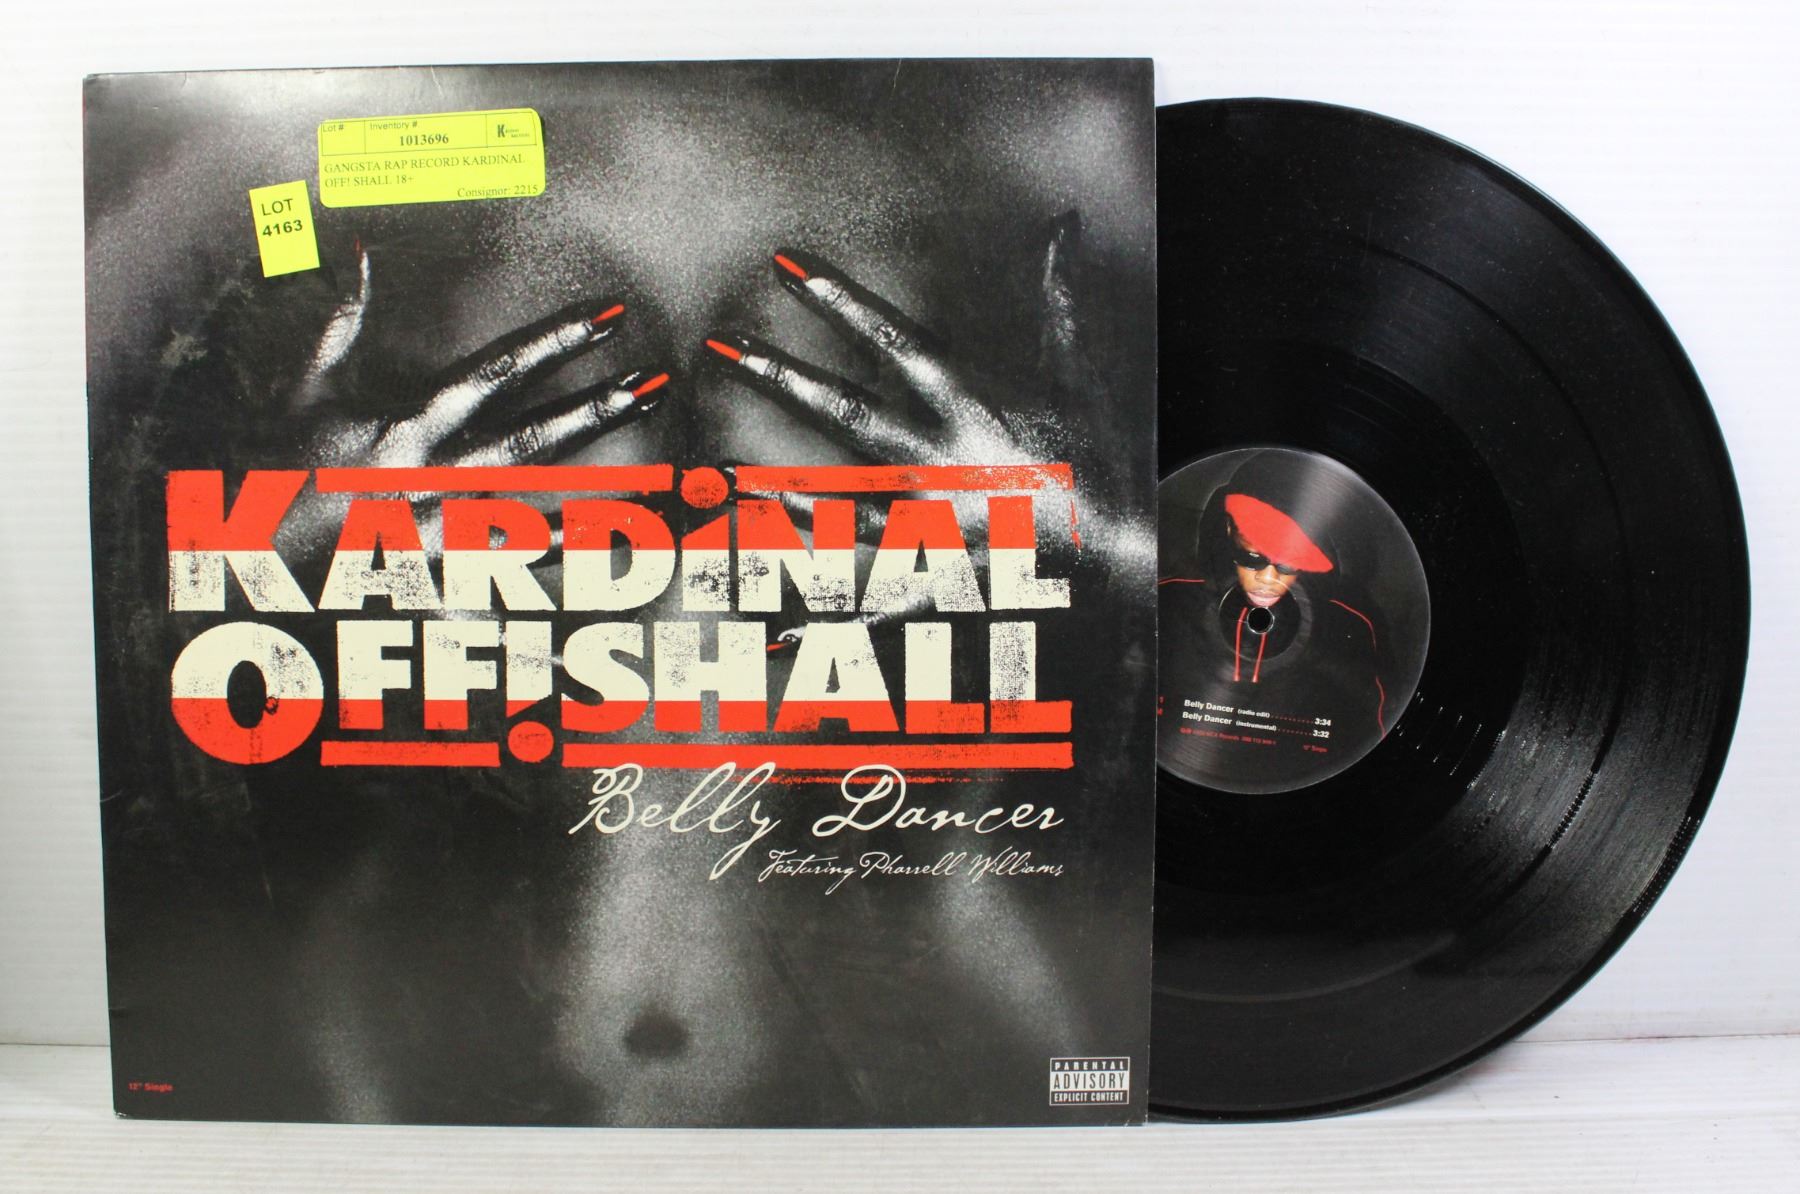 Lot #
Inventory #
1013696
GANGSTA RAP RECORD KARDINAL
OFF! SHALL 18+
Consignor: 2215
LOT
4163
KARDiNAL
OFF!SHALL
Belly Dancer
Featuring Pharrell Williams
12" Single
PARENTAL
ADVISORY
EXPLICIT CONTENT
Belly Dancer (radio edit) .......... 3:34
Belly Dancer (instrumental) ........ 3:32
12" Single